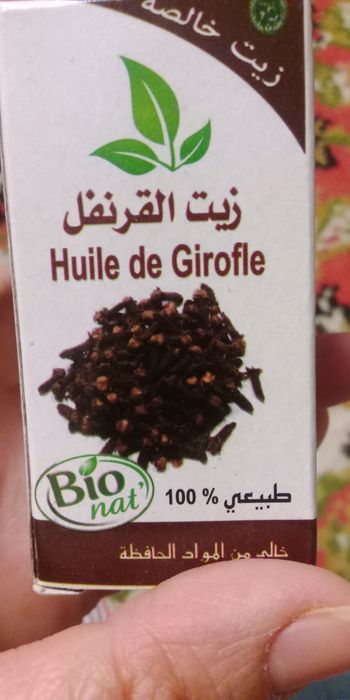 زيت خالصة
زيت القرنفل
Huile de Girofle
Bio
nat'
100 % طبيعي
خالي من المواد الحافظة